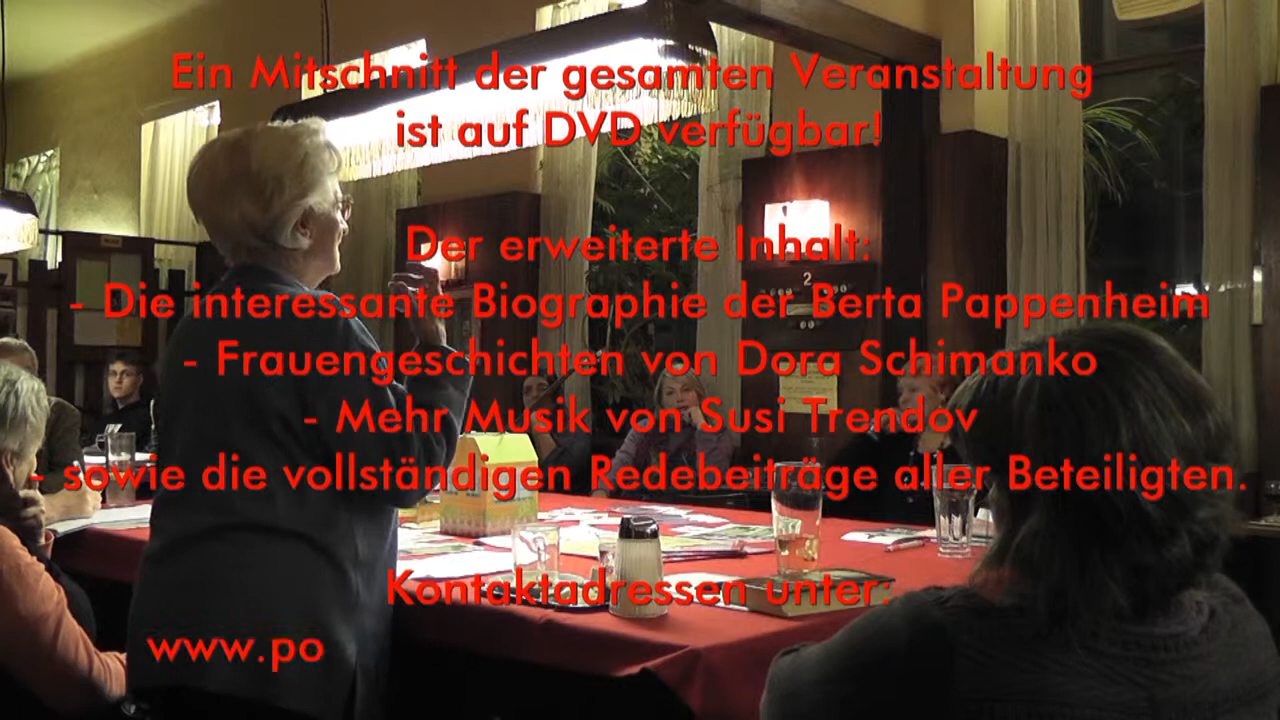 Ein Mitschnitt der gesamten Veranstaltung
ist auf DVD verfügbar!
Der erweiterte Inhalt:
- Die interessante Biographie der Berta Pappenheim
- Frauengeschichten von Dora Schimanko
- Mehr Musik von Susi Trendov
- sowie die vollständigen Redebeiträge aller Beteiligten.
Kontaktadressen unter:
www.po
2